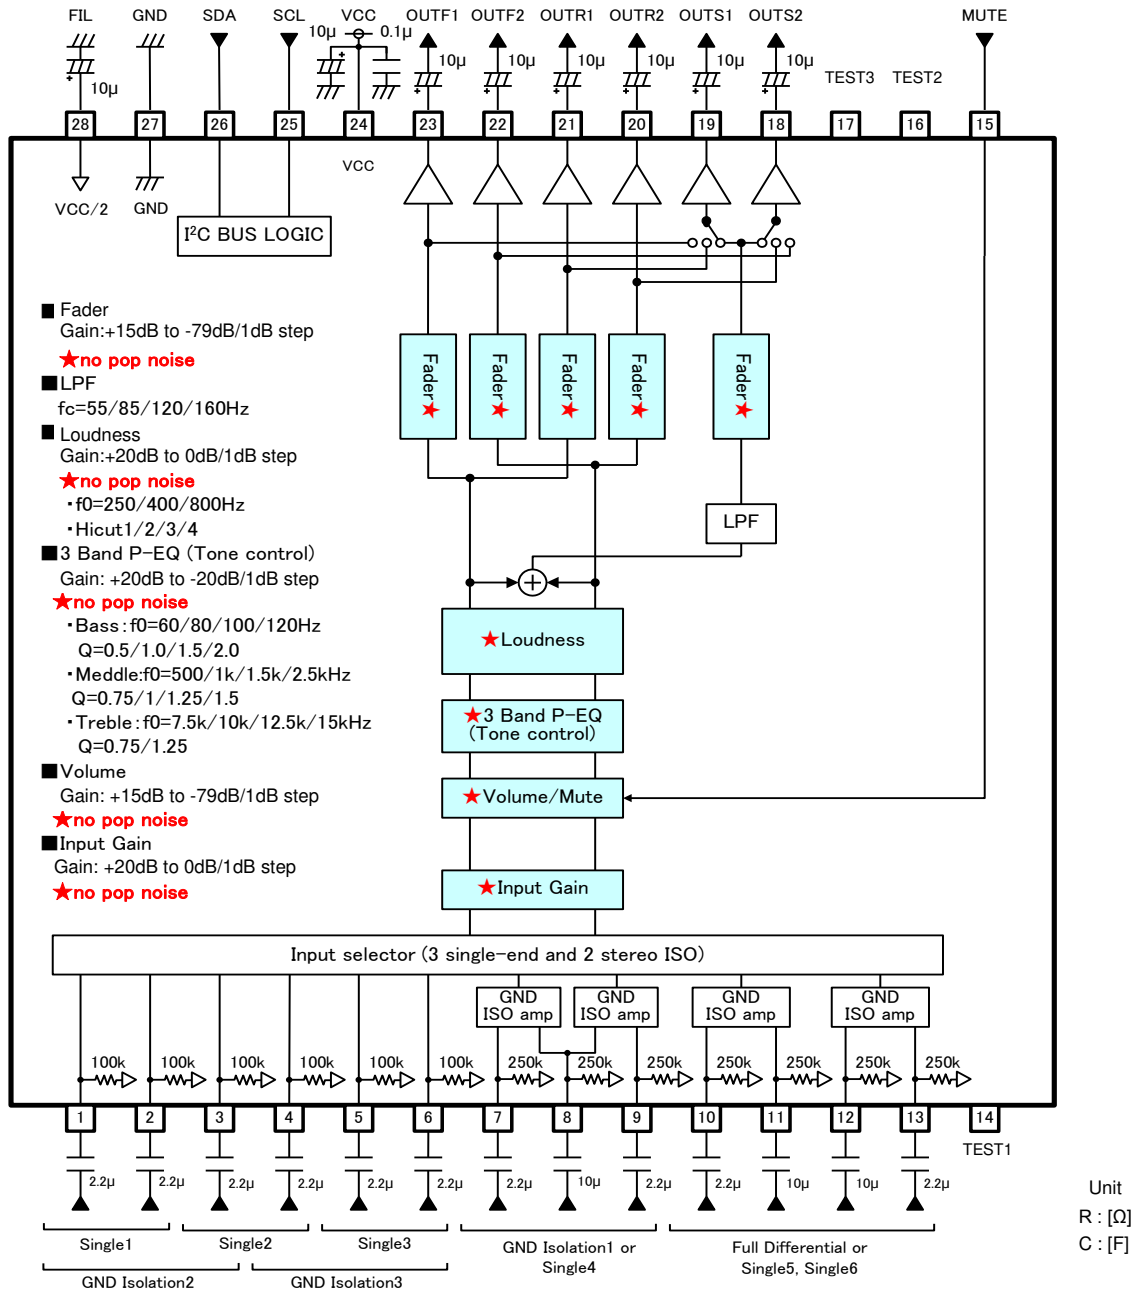 FIL GND SDA SCL VCC OUTF1 OUTF2 OUTR1 OUTR2 OUTS1 OUTS2 MUTE
10μ 0.1μ
10μ 10μ 10μ 10μ 10μ 10μ 10μ
TEST3 TEST2
28 27 26 25 24 23 22 21 20 19 18 17 16 15
VCC
VCC/2 GND
I²C BUS LOGIC
■ Fader
Gain:+15dB to -79dB/1dB step
★no pop noise
■LPF
fc=55/85/120/160Hz
■ Loudness
Gain:+20dB to 0dB/1dB step
★no pop noise
・f0=250/400/800Hz
・Hicut1/2/3/4
■3 Band P-EQ (Tone control)
Gain: +20dB to -20dB/1dB step
★no pop noise
・Bass:f0=60/80/100/120Hz
Q=0.5/1.0/1.5/2.0
・Meddle:f0=500/1k/1.5k/2.5kHz
Q=0.75/1/1.25/1.5
・Treble:f0=7.5k/10k/12.5k/15kHz
Q=0.75/1.25
■Volume
Gain: +15dB to -79dB/1dB step
★no pop noise
■Input Gain
Gain: +20dB to 0dB/1dB step
★no pop noise
Fader★ Fader★ Fader★ Fader★ Fader★
LPF
★Loudness
★3 Band P-EQ
(Tone control)
★Volume/Mute
★Input Gain
Input selector (3 single-end and 2 stereo ISO)
GND GND GND GND
ISO amp ISO amp ISO amp ISO amp
100k 100k 100k 100k 100k 100k 250k 250k 250k 250k 250k 250k 250k
1 2 3 4 5 6 7 8 9 10 11 12 13 14
TEST1
2.2μ 2.2μ 2.2μ 2.2μ 2.2μ 2.2μ 2.2μ 10μ 2.2μ 2.2μ 10μ 10μ 2.2μ
Single1 Single2 Single3 GND Isolation1 or Full Differential or
Single4 Single5, Single6
GND Isolation2 GND Isolation3
Unit
R : [Ω]
C : [F]